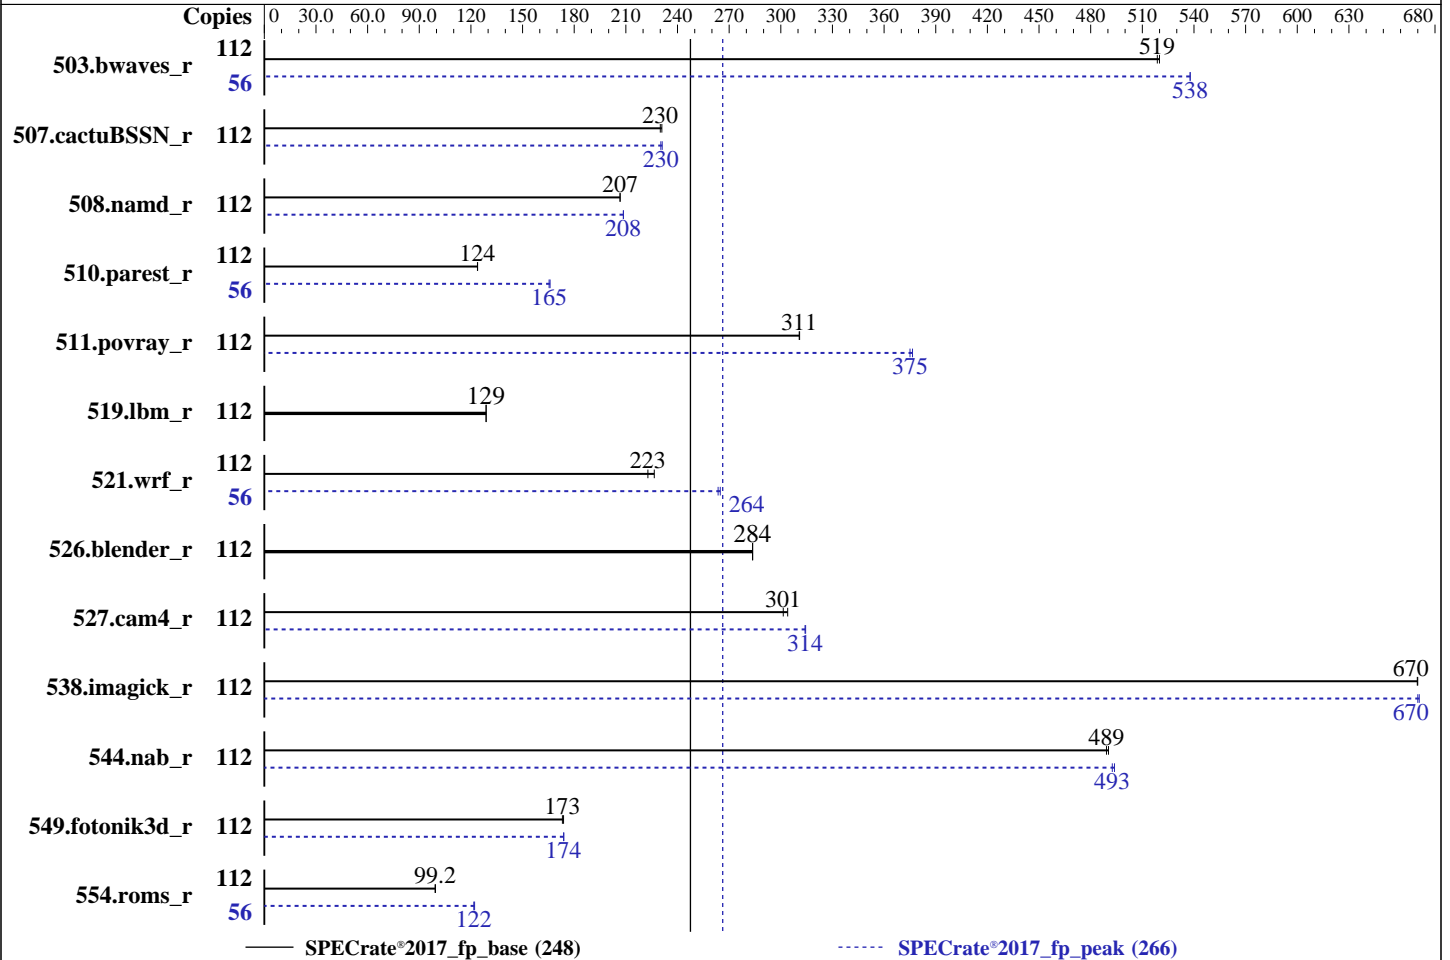 Copies 0 30.0 60.0 90.0 120 150 180 210 240 270 300 330 360 390 420 450 480 510 540 570 600 630 680
503.bwaves_r 112 519
56 538
507.cactuBSSN_r 112 230
230
508.namd_r 112 207
208
510.parest_r 112 124
56 165
511.povray_r 112 311
375
519.lbm_r 112 129
521.wrf_r 112 223
56 264
526.blender_r 112 284
527.cam4_r 112 301
314
538.imagick_r 112 670
670
544.nab_r 112 489
493
549.fotonik3d_r 112 173
174
554.roms_r 112 99.2
56 122
SPECrate®2017_fp_base (248) SPECrate®2017_fp_peak (266)